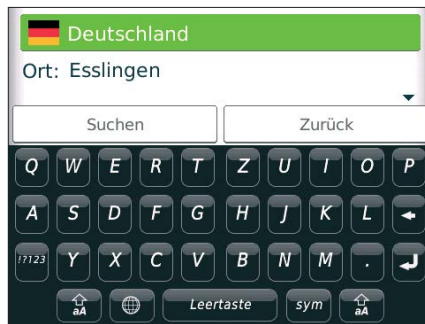 Deutschland
Ort: Esslingen
Suchen Zurück
Q W E R T Z U I O P
A S D F G H J K L
!?123 Y X C V B N M .
aA Leertaste sym aA